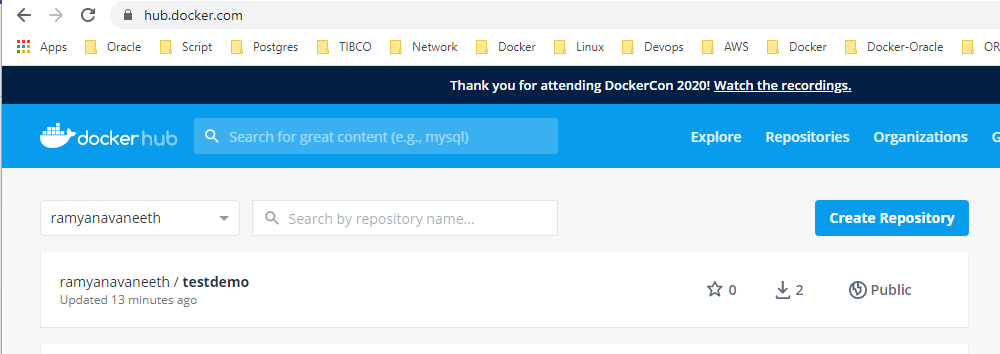 hub.docker.com
Apps Oracle Script Postgres TIBCO Network Docker Linux Devops AWS Docker Docker-Oracle OR
Thank you for attending DockerCon 2020! Watch the recordings.
docker hub Search for great content (e.g., mysql) Explore Repositories Organizations G
ramyanavaneeth Search by repository name... Create Repository
ramyanavaneeth / testdemo 0 2 Public
Updated 13 minutes ago